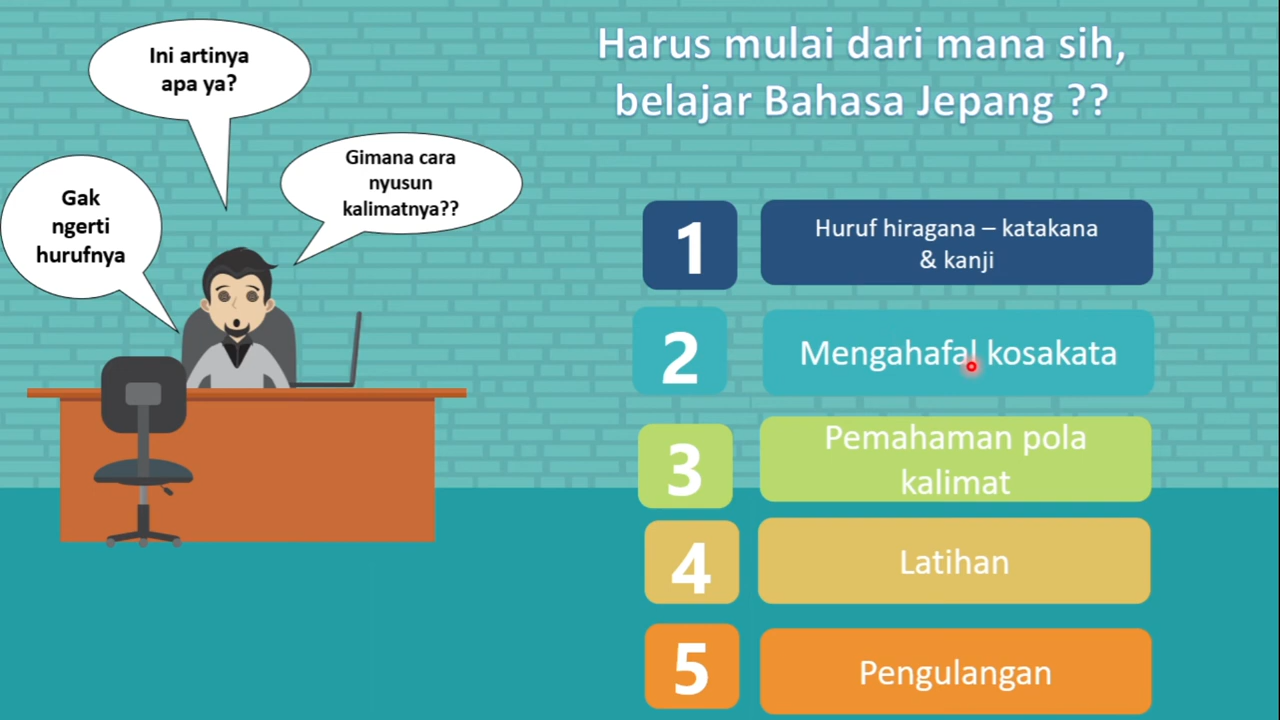 Ini artinya
apa ya?
Gimana cara
nyusun
kalimatnya??
Gak
ngerti
hurufnya
Harus mulai dari mana sih,
belajar Bahasa Jepang ??
1
Huruf hiragana – katakana
& kanji
2
Mengahafal kosakata
3
Pemahaman pola
kalimat
4
Latihan
5
Pengulangan